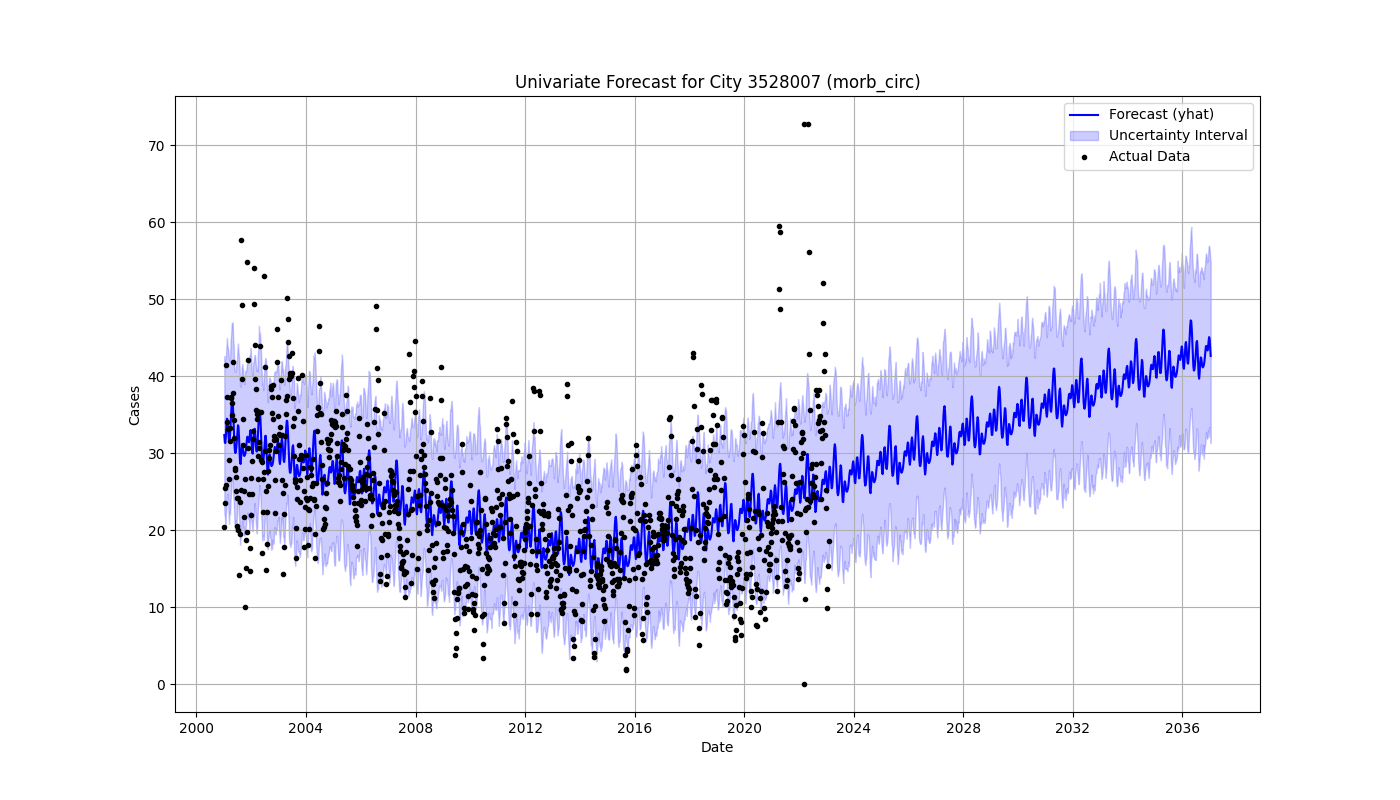 Univariate Forecast for City 3528007 (morb_circ)
Forecast (yhat)
Uncertainty Interval
Actual Data
Cases
70
60
50
40
30
20
10
0
2000 2004 2008 2012 2016 2020 2024 2028 2032 2036
Date